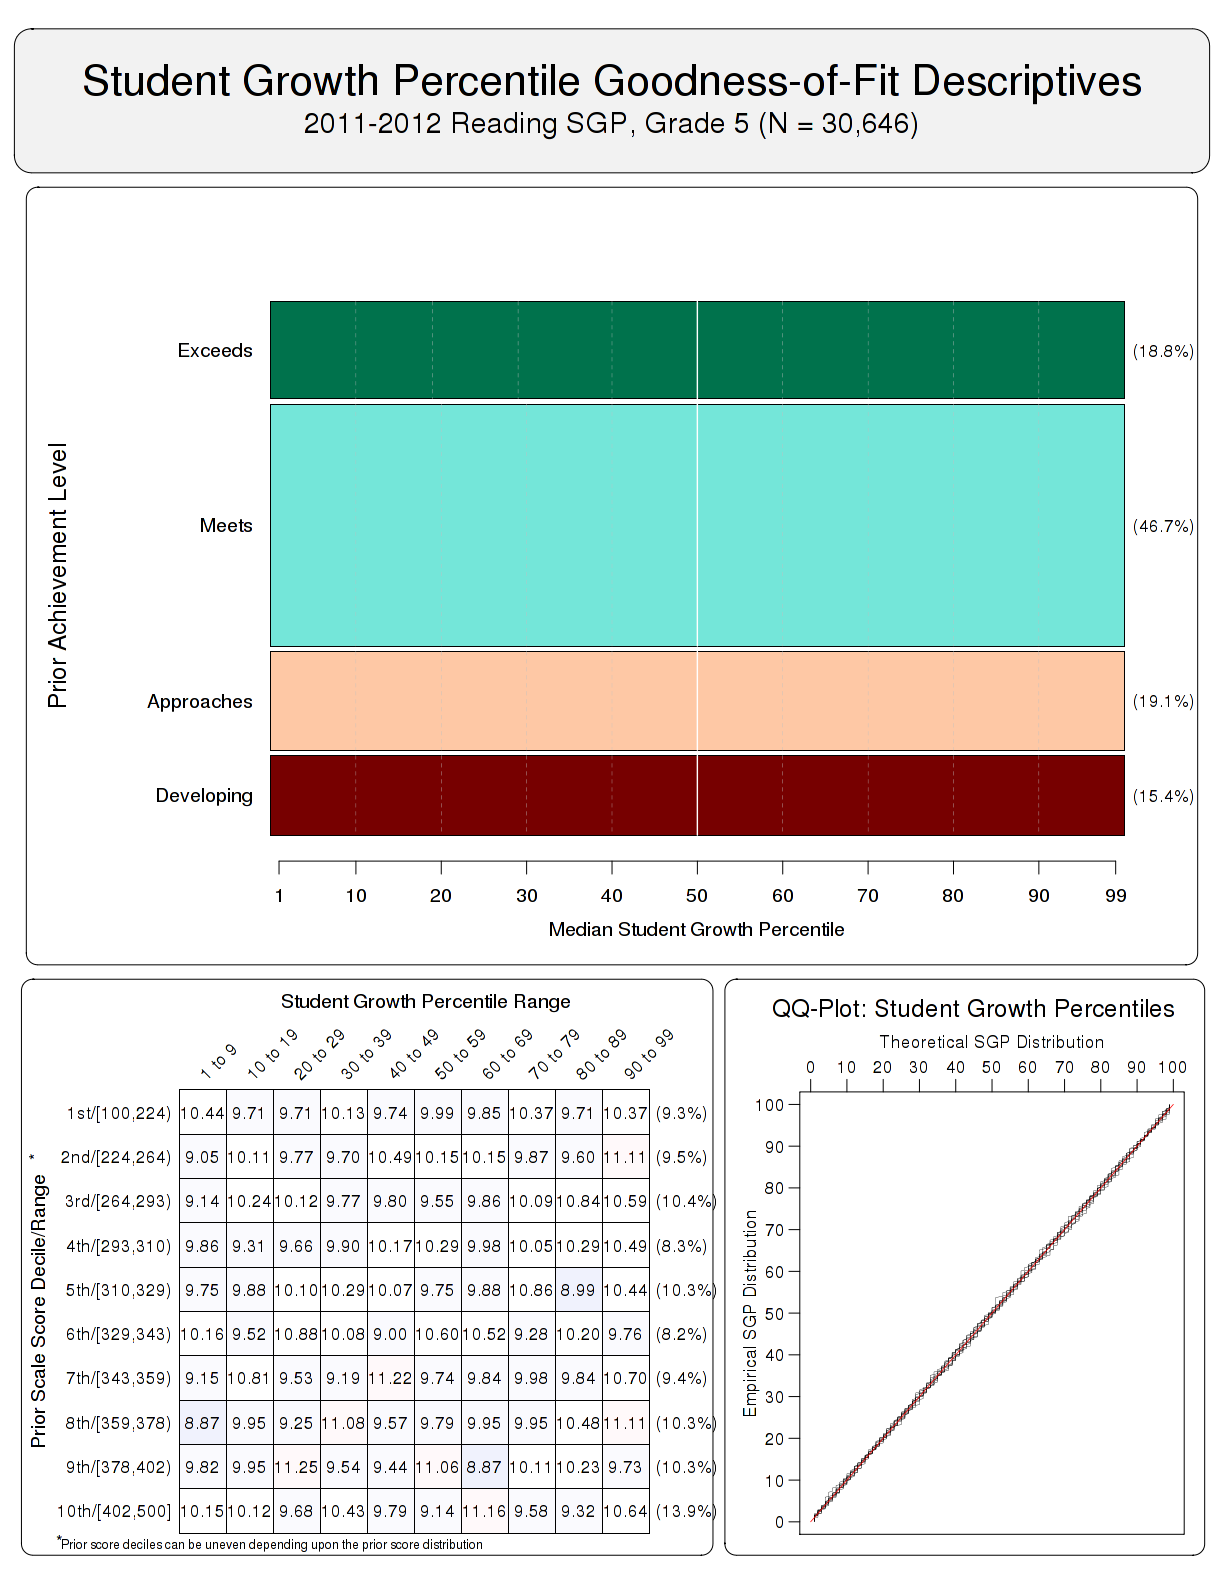 Student Growth Percentile Goodness-of-Fit Descriptives
2011-2012 Reading SGP, Grade 5 (N = 30,646)
Prior Achievement Level
Exceeds (18.8%)
Meets (46.7%)
Approaches (19.1%)
Developing (15.4%)
1 10 20 30 40 50 60 70 80 90 99
Median Student Growth Percentile
Student Growth Percentile Range
1 to 9 10 to 19 20 to 29 30 to 39 40 to 49 50 to 59 60 to 69 70 to 79 80 to 89 90 to 99
Prior Scale Score Decile/Range *
1st/[100,224) 10.44 9.71 9.71 10.13 9.74 9.99 9.85 10.37 9.71 10.37 (9.3%)
2nd/[224,264) 9.05 10.11 9.77 9.70 10.49 10.15 10.15 9.87 9.60 11.11 (9.5%)
3rd/[264,293) 9.14 10.24 10.12 9.77 9.80 9.55 9.86 10.09 10.84 10.59 (10.4%)
4th/[293,310) 9.86 9.31 9.66 9.90 10.17 10.29 9.98 10.05 10.29 10.49 (8.3%)
5th/[310,329) 9.75 9.88 10.10 10.29 10.07 9.75 9.88 10.86 8.99 10.44 (10.3%)
6th/[329,343) 10.16 9.52 10.88 10.08 9.00 10.60 10.52 9.28 10.20 9.76 (8.2%)
7th/[343,359) 9.15 10.81 9.53 9.19 11.22 9.74 9.84 9.98 9.84 10.70 (9.4%)
8th/[359,378) 8.87 9.95 9.25 11.08 9.57 9.79 9.95 9.95 10.48 11.11 (10.3%)
9th/[378,402) 9.82 9.95 11.25 9.54 9.44 11.06 8.87 10.11 10.23 9.73 (10.3%)
10th/[402,500] 10.15 10.12 9.68 10.43 9.79 9.14 11.16 9.58 9.32 10.64 (13.9%)
*Prior score deciles can be uneven depending upon the prior score distribution
QQ-Plot: Student Growth Percentiles
Theoretical SGP Distribution
0 10 20 30 40 50 60 70 80 90 100
Empirical SGP Distribution
100
90
80
70
60
50
40
30
20
10
0